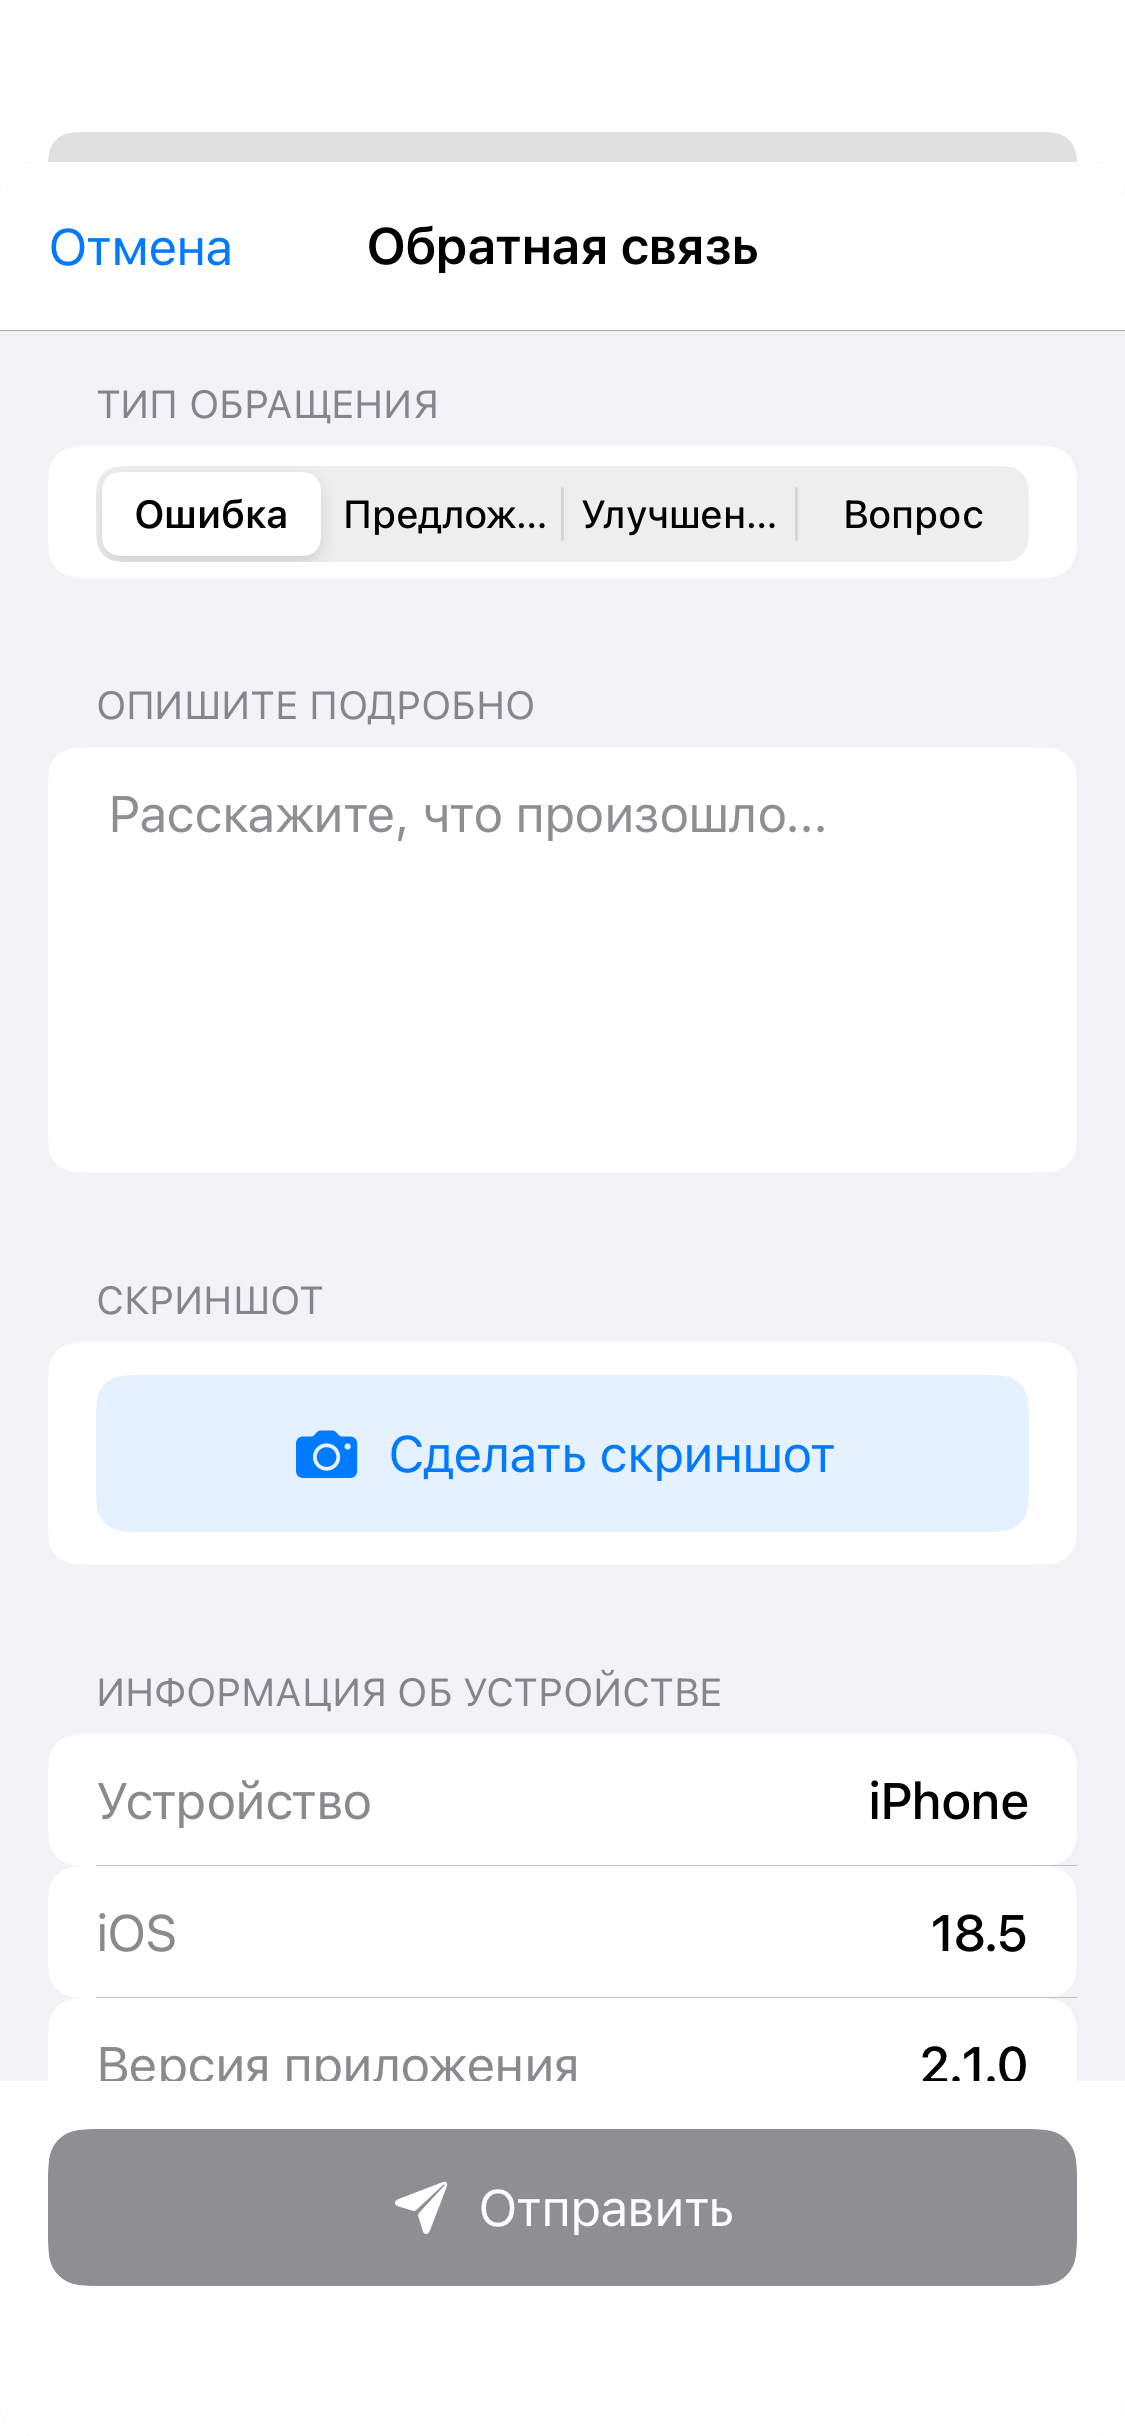 Отмена
Обратная связь
ТИП ОБРАЩЕНИЯ
Ошибка
Предлож...
Улучшен...
Вопрос
ОПИШИТЕ ПОДРОБНО
Расскажите, что произошло...
СКРИНШОТ
Сделать скриншот
ИНФОРМАЦИЯ ОБ УСТРОЙСТВЕ
Устройство iPhone
iOS 18.5
Версия приложения 2.1.0
Отправить